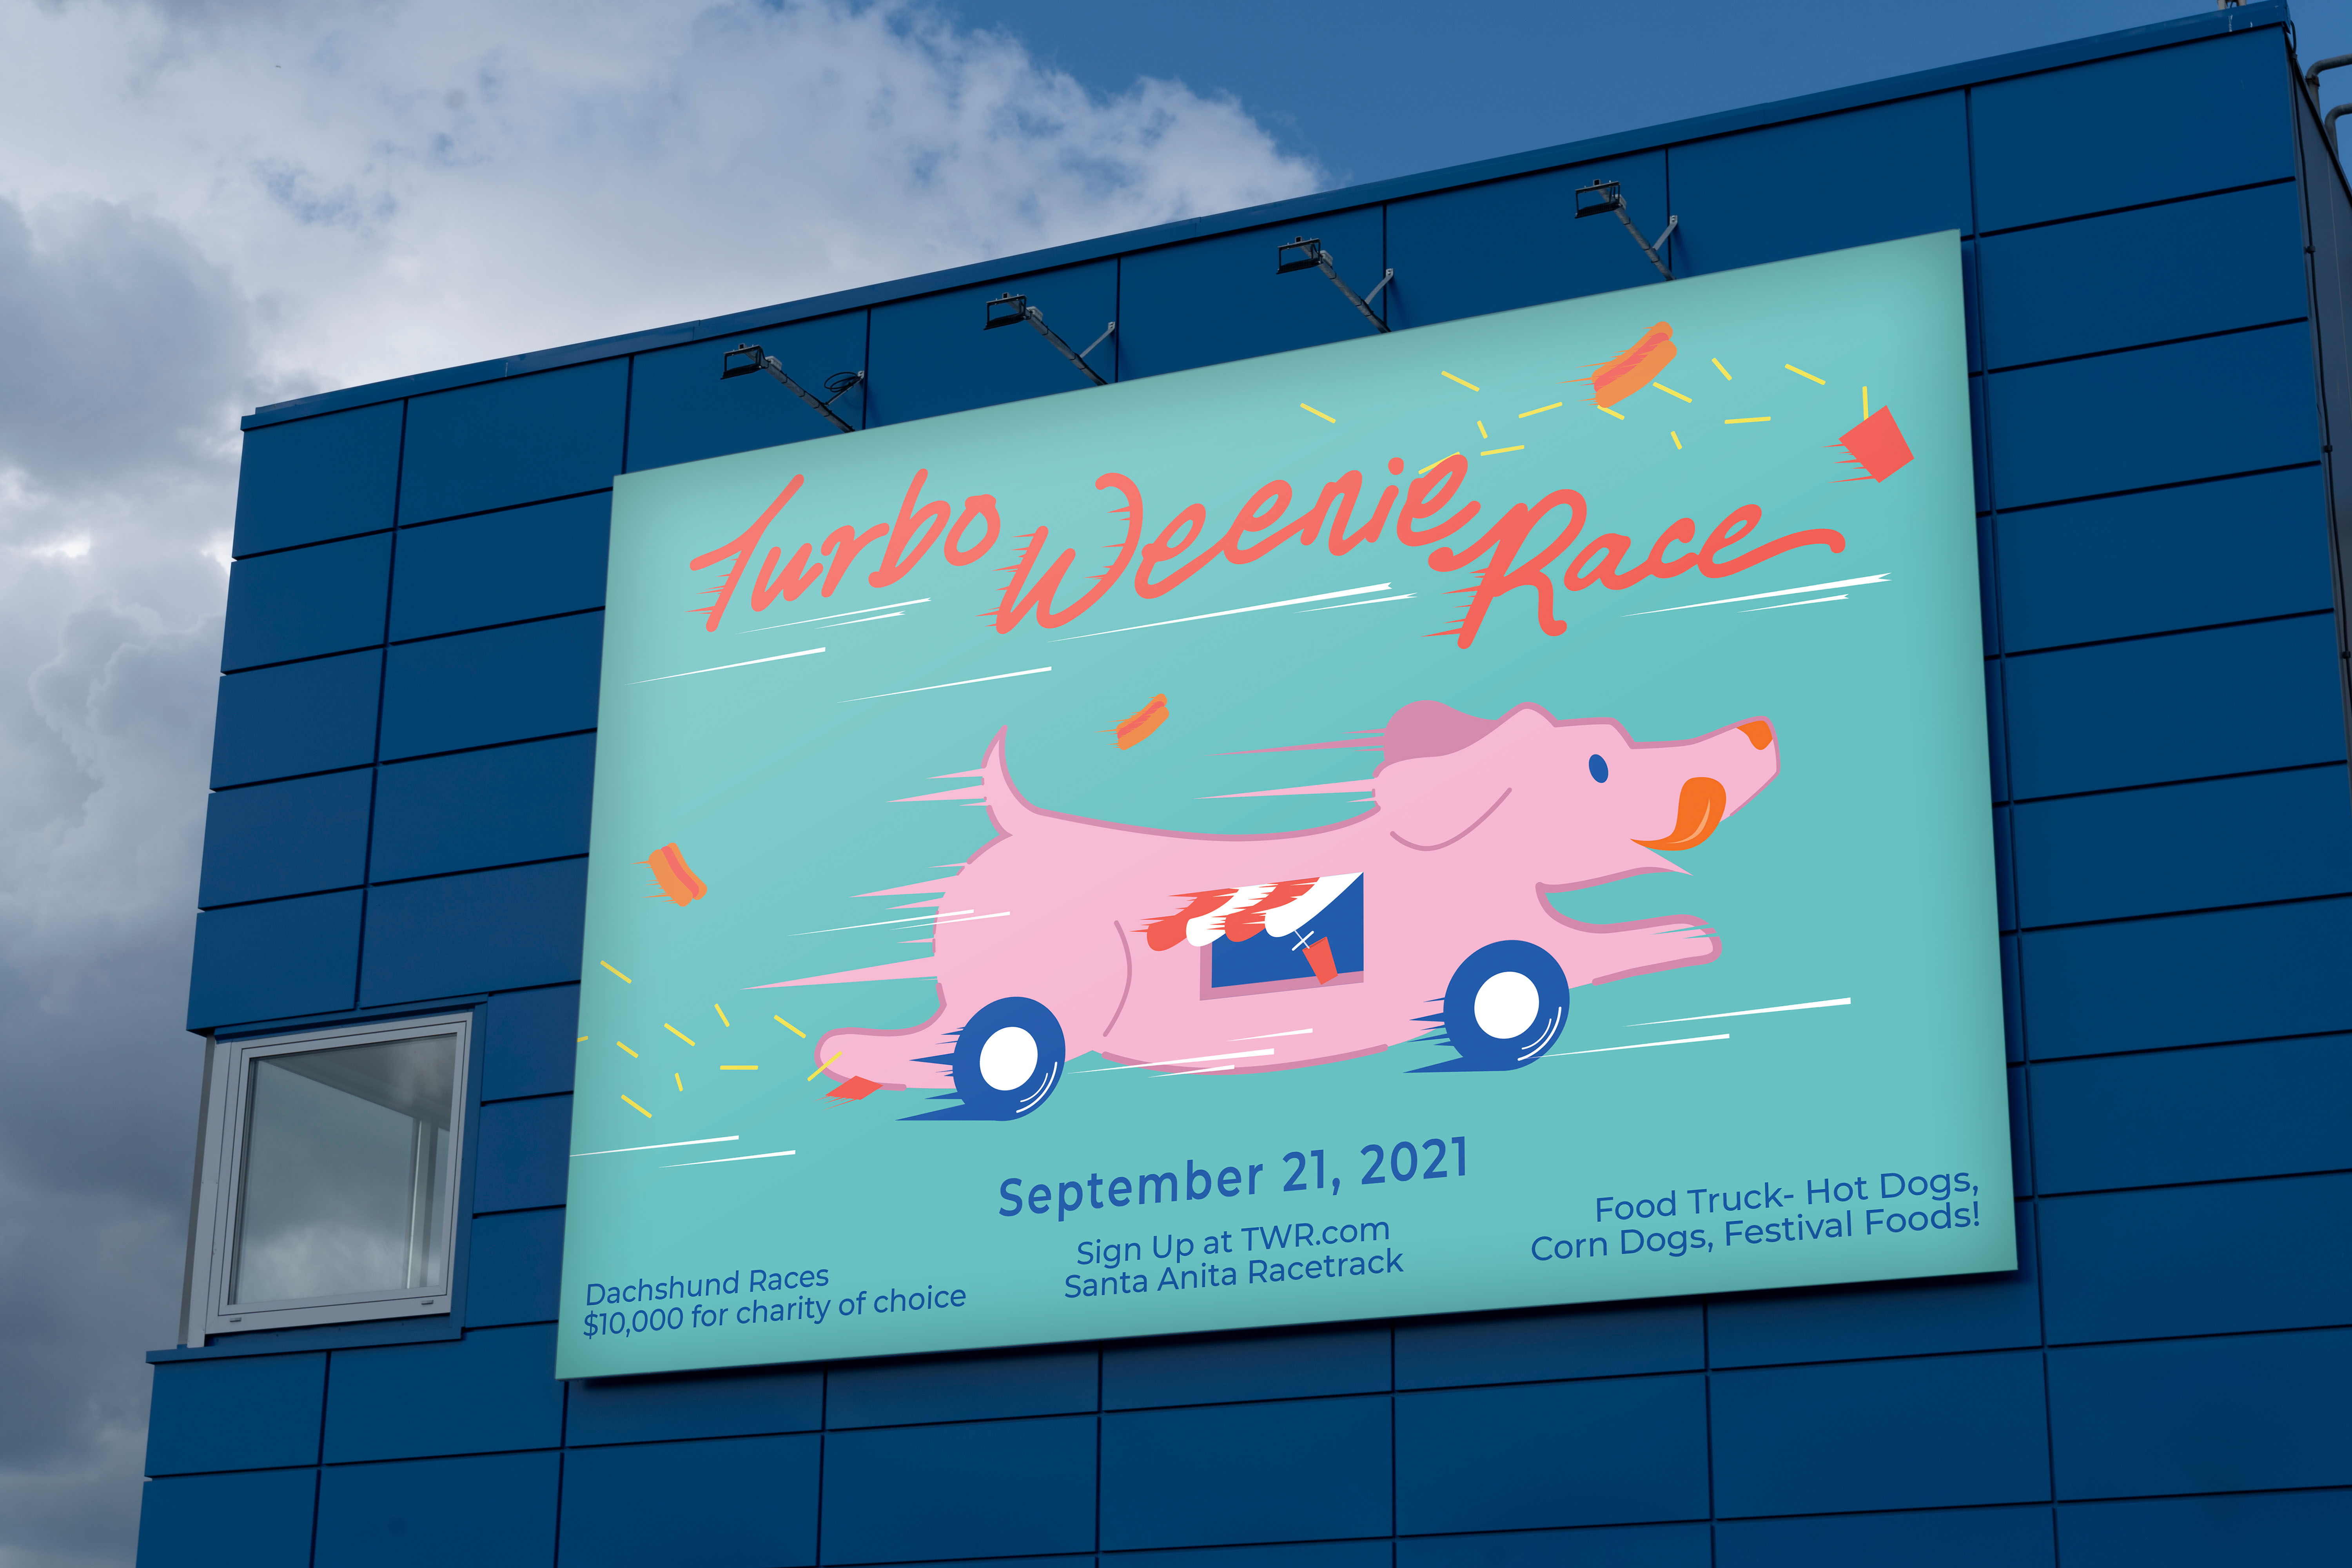 Turbo Weenie Race
September 21, 2021
Sign Up at TWR.com
Santa Anita Racetrack
Dachshund Races
$10,000 for charity of choice
Food Truck- Hot Dogs,
Corn Dogs, Festival Foods!